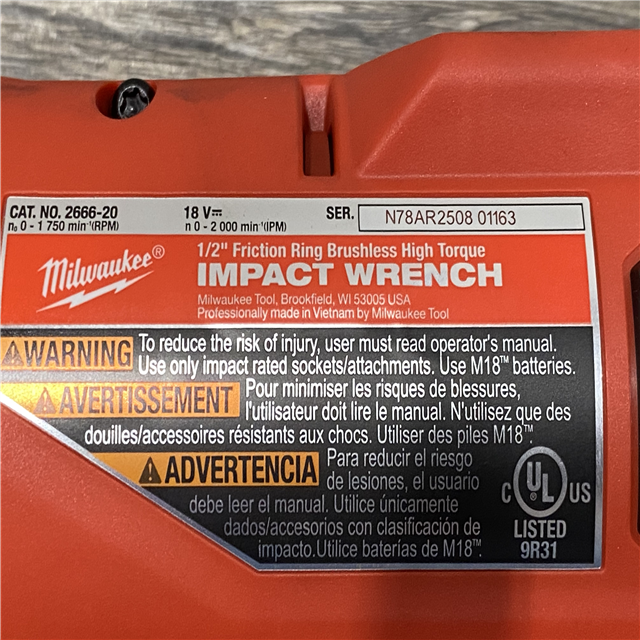 CAT. NO. 2666-20 18 V⎓ SER. N78AR2508 01163
n₀ 0 - 1 750 min⁻¹(RPM) n 0 - 2 000 min⁻¹(IPM)
1/2" Friction Ring Brushless High Torque
Milwaukee® IMPACT WRENCH
Milwaukee Tool, Brookfield, WI 53005 USA
Professionally made in Vietnam by Milwaukee Tool
⚠WARNING To reduce the risk of injury, user must read operator's manual.
Use only impact rated sockets/attachments. Use M18™ batteries.
⚠AVERTISSEMENT Pour minimiser les risques de blessures,
l'utilisateur doit lire le manual. N'utilisez que des
douilles/accessoires résistants aux chocs. Utiliser des piles M18™.
⚠ADVERTENCIA Para reducir el riesgo
de lesiones, el usuario
debe leer el manual. Utilice únicamente
dados/accesorios con clasificación de
impacto.Utilice baterías de M18™.
C UL US
LISTED
9R31